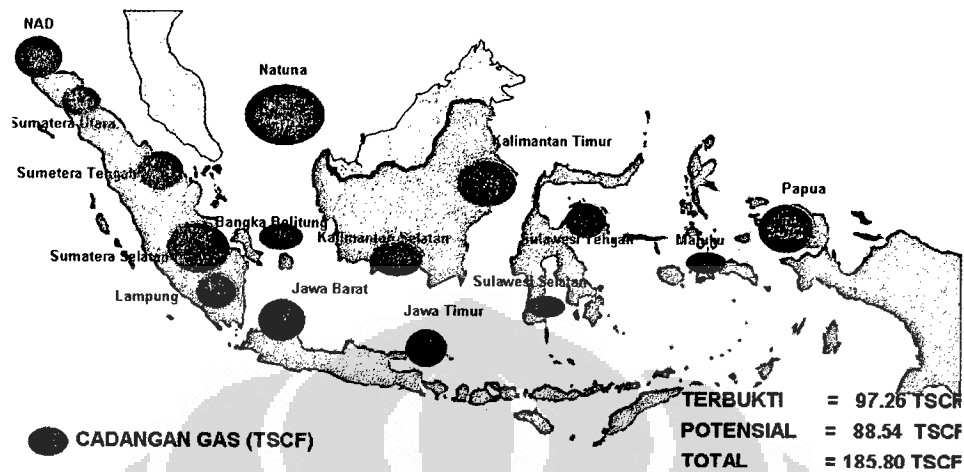 NAD
Natuna
Sumatera Utara
Kalimantan Timur
Sumetera Tengah
Papua
Bangka Belitung
Kalimantan Selatan
Sulawesi Tengah
Maluku
Sumatera Selatan
Lampung
Jawa Barat
Sulawesi Selatan
Jawa Timur
TERBUKTI = 97.26 TSCF
POTENSIAL = 88.54 TSCF
TOTAL = 185.80 TSCF
CADANGAN GAS (TSCF)